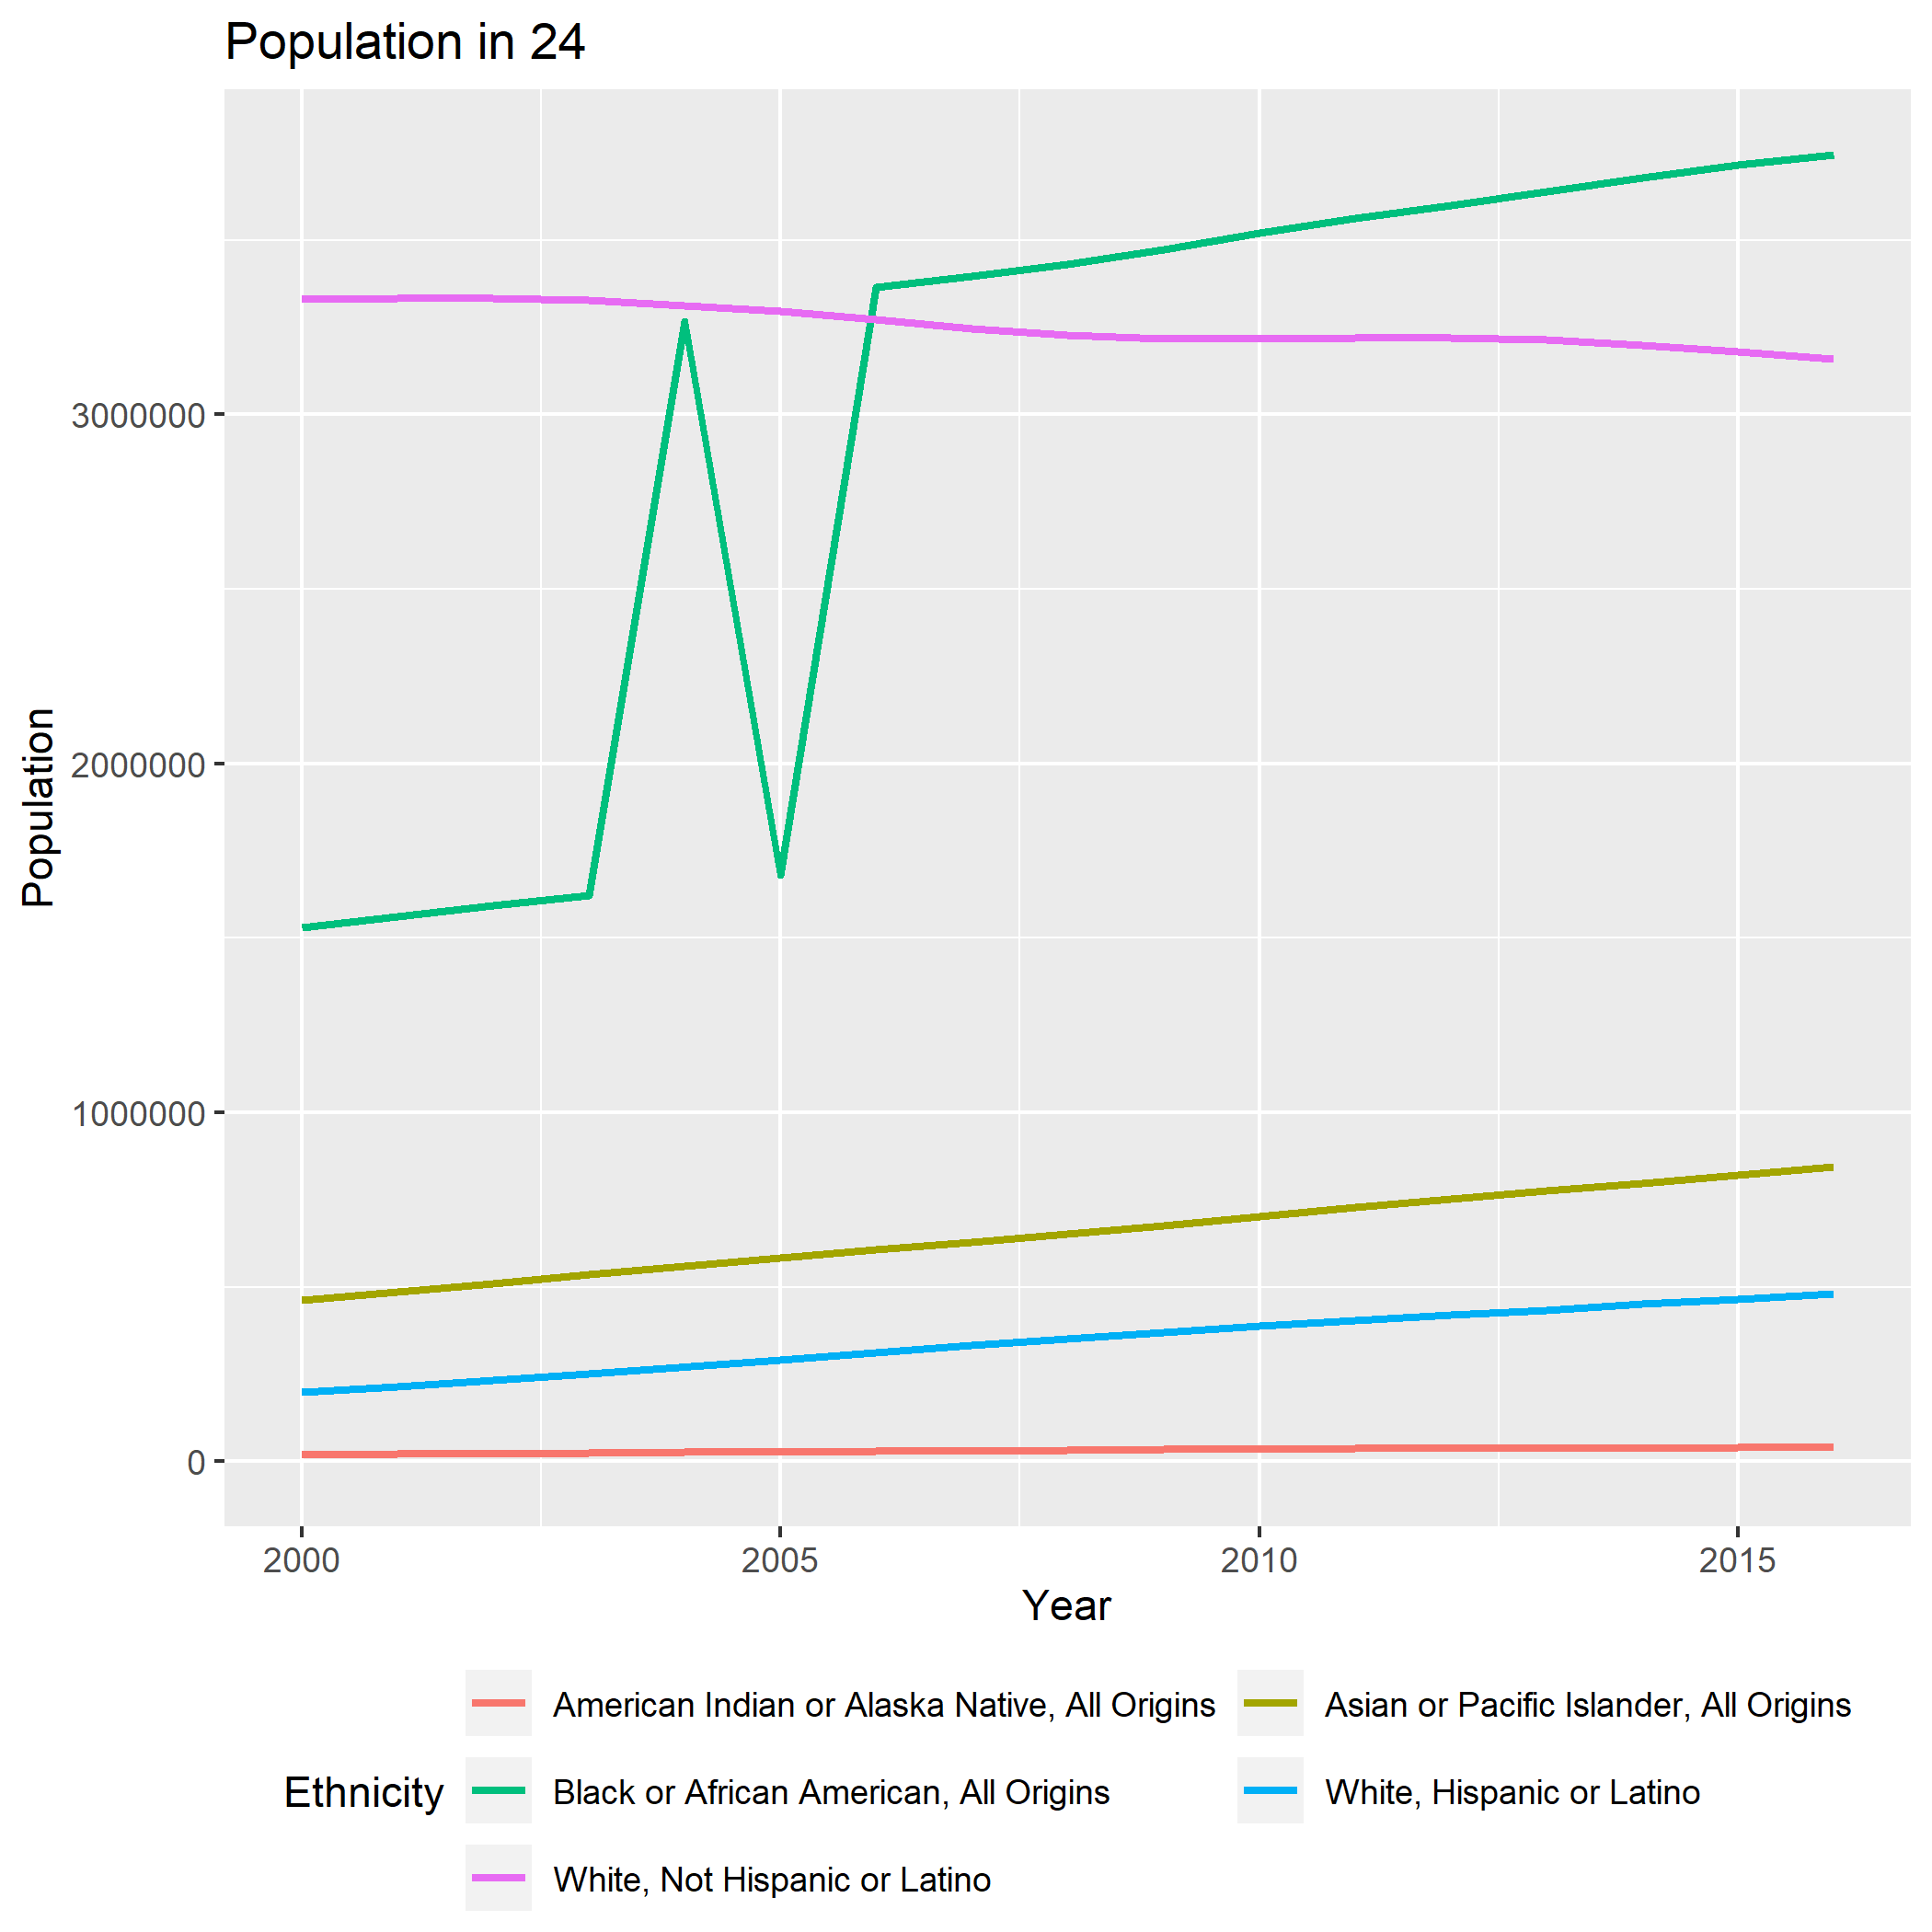 Population in 24
Population
3000000
2000000
1000000
0
2000 2005 2010 2015
Year
Ethnicity
American Indian or Alaska Native, All Origins
Asian or Pacific Islander, All Origins
Black or African American, All Origins
White, Hispanic or Latino
White, Not Hispanic or Latino